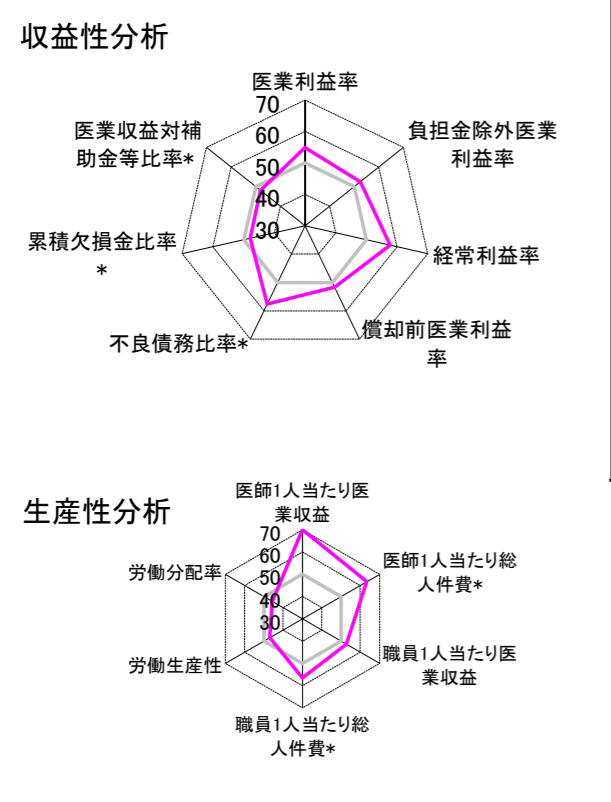 収益性分析
医業利益率
70
60
50
40
30
負担金除外医業
利益率
経常利益率
償却前医業利益
率
不良債務比率*
累積欠損金比率
*
医業収益対補
助金等比率*
生産性分析
医師1人当たり医
業収益
70
60
50
40
30
医師1人当たり総
人件費*
職員1人当たり医
業収益
職員1人当たり総
人件費*
労働生産性
労働分配率